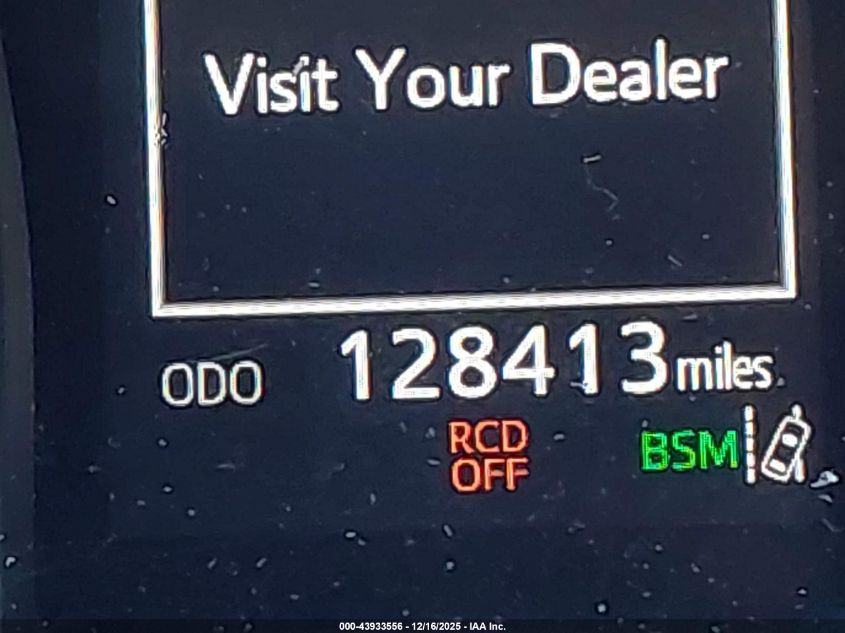 Visit Your Dealer
ODO 128413 miles
RCD BSM
OFF
000-43933556 - 12/16/2025 - IAA Inc.